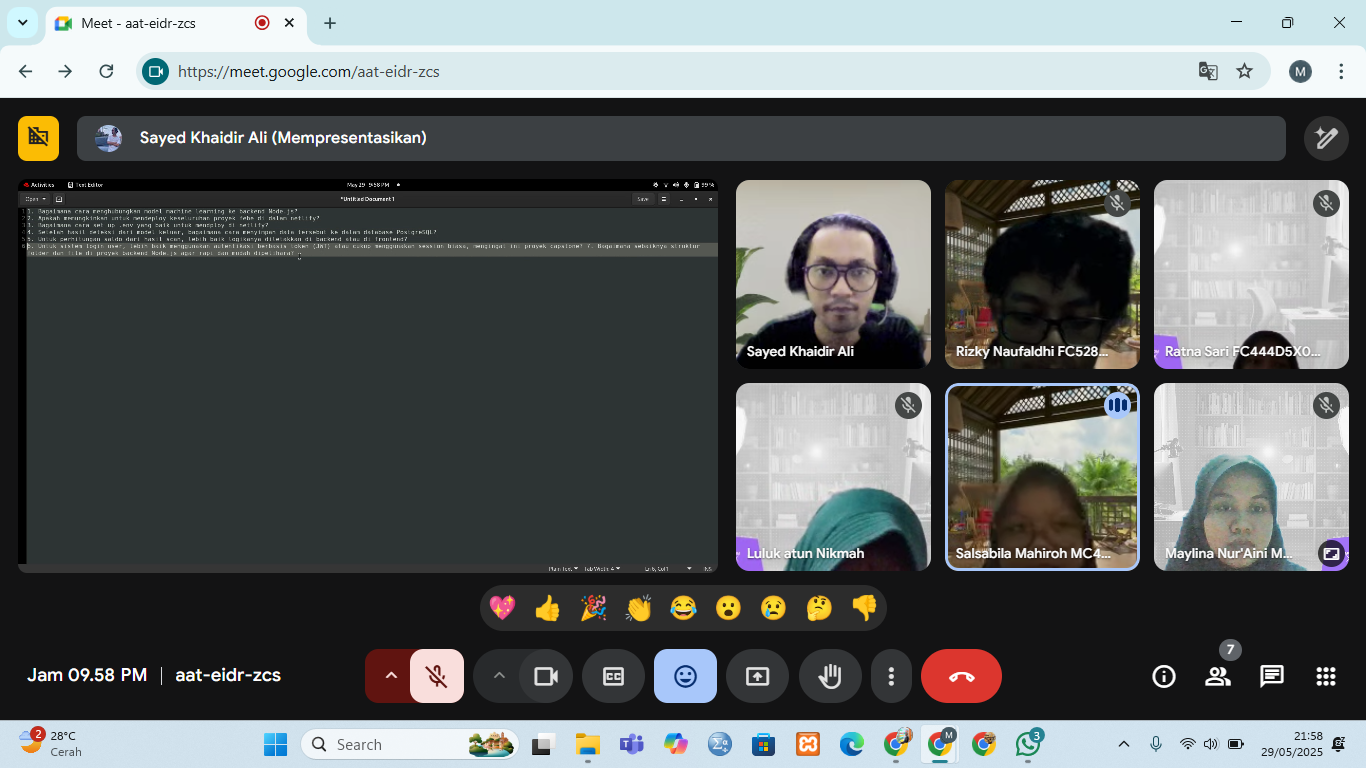 Meet - aat-eidr-zcs
https://meet.google.com/aat-eidr-zcs
M
Sayed Khaidir Ali (Mempresentasikan)
Activities
Text Editor
May 29 9:58 PM
99%
Open
*Untitled Document 1
Save
1. Bagaimana cara menghubungkan model machine learning ke backend Node.js?
2. Apakah memungkinkan untuk mendeploy keseluruhan proyek febe di dalam netlify?
3. Bagaimana cara set up .env yang baik untuk mendploy di netlify?
4. Setelah hasil deteksi dari model keluar, bagaimana cara menyimpan data tersebut ke dalam database PostgreSQL?
5. Untuk perhitungan saldo dari hasil scan, lebih baik logikanya diletakkan di backend atau di frontend?
6. Untuk sistem login user, lebih baik menggunakan autentikasi berbasis token (JWT) atau cukup menggunakan session biasa, mengingat ini proyek capstone? 7. Bagaimana sebaiknya struktur
folder dan file di proyek backend Node.js agar rapi dan mudah dipelihara?
Plain Text
Tab Width: 4
Ln 6, Col 1
INS
Sayed Khaidir Ali
Rizky Naufaldhi FC528...
Ratna Sari FC444D5X0...
Luluk atun Nikmah
Salsabila Mahiroh MC4...
Maylina Nur'Aini M...
Jam 09.58 PM
aat-eidr-zcs
7
2
28°C
Cerah
Search
M
3
21:58
29/05/2025